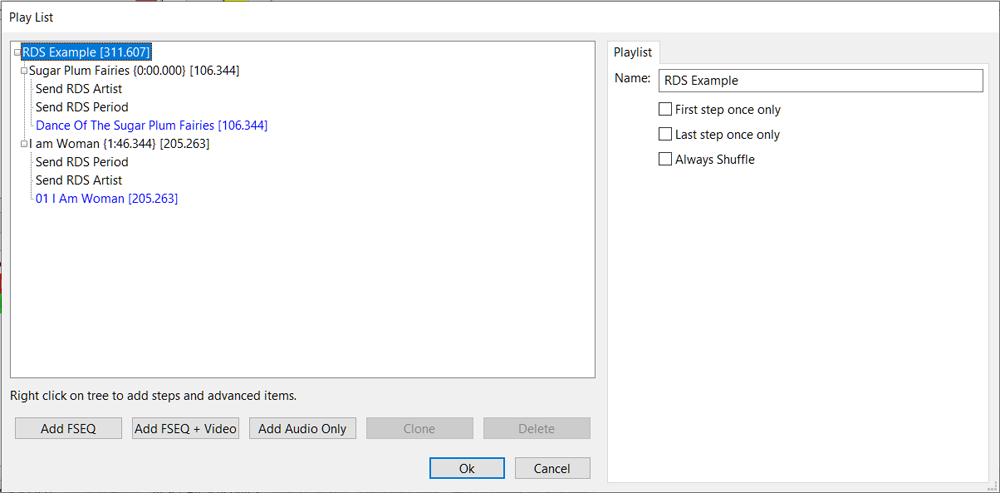 Play List
RDS Example [311.607]
Sugar Plum Fairies {0:00.000} [106.344]
Send RDS Artist
Send RDS Period
Dance Of The Sugar Plum Fairies [106.344]
I am Woman {1:46.344} [205.263]
Send RDS Period
Send RDS Artist
01 I Am Woman [205.263]
Right click on tree to add steps and advanced items.
Add FSEQ
Add FSEQ + Video
Add Audio Only
Clone
Delete
Ok
Cancel
Playlist
Name: RDS Example
First step once only
Last step once only
Always Shuffle